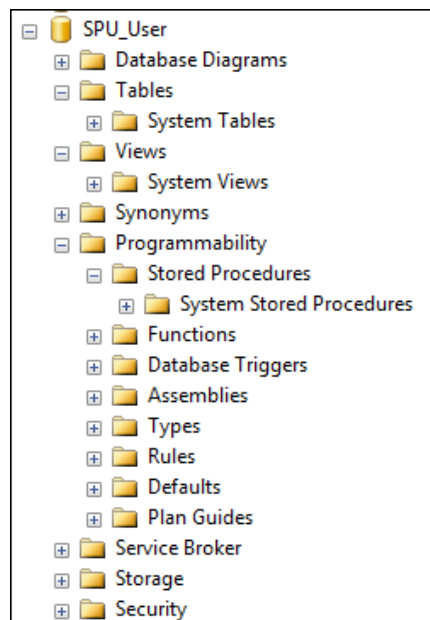 SPU_User
Database Diagrams
Tables
System Tables
Views
System Views
Synonyms
Programmability
Stored Procedures
System Stored Procedures
Functions
Database Triggers
Assemblies
Types
Rules
Defaults
Plan Guides
Service Broker
Storage
Security